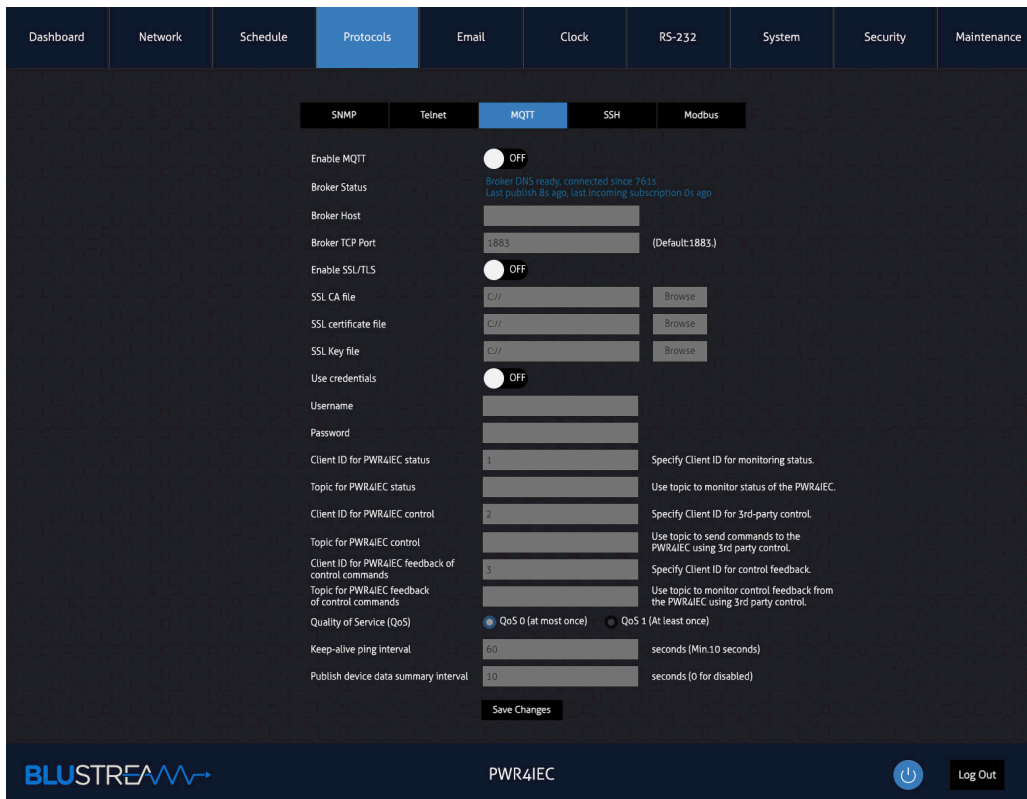 Dashboard Network Schedule Protocols Email Clock RS-232 System Security Maintenance
SNMP Telnet MQTT SSH Modbus
Enable MQTT OFF
Broker Status Broker DNS ready, connected since 761s
Last publish 8s ago, last incoming subscription 0s ago
Broker Host
Broker TCP Port 1883 (Default:1883.)
Enable SSL/TLS OFF
SSL CA file C:// Browse
SSL certificate file C:// Browse
SSL Key file C:// Browse
Use credentials OFF
Username
Password
Client ID for PWR4IEC status 1 Specify Client ID for monitoring status.
Topic for PWR4IEC status Use topic to monitor status of the PWR4IEC.
Client ID for PWR4IEC control 2 Specify Client ID for 3rd-party control.
Topic for PWR4IEC control Use topic to send commands to the
PWR4IEC using 3rd party control.
Client ID for PWR4IEC feedback of
control commands 3 Specify Client ID for control feedback.
Topic for PWR4IEC feedback
of control commands Use topic to monitor control feedback from
the PWR4IEC using 3rd party control.
Quality of Service (QoS) QoS 0 (at most once) QoS 1 (At least once)
Keep-alive ping interval 60 seconds (Min.10 seconds)
Publish device data summary interval 10 seconds (0 for disabled)
Save Changes
BLUSTREAM PWR4IEC Log Out